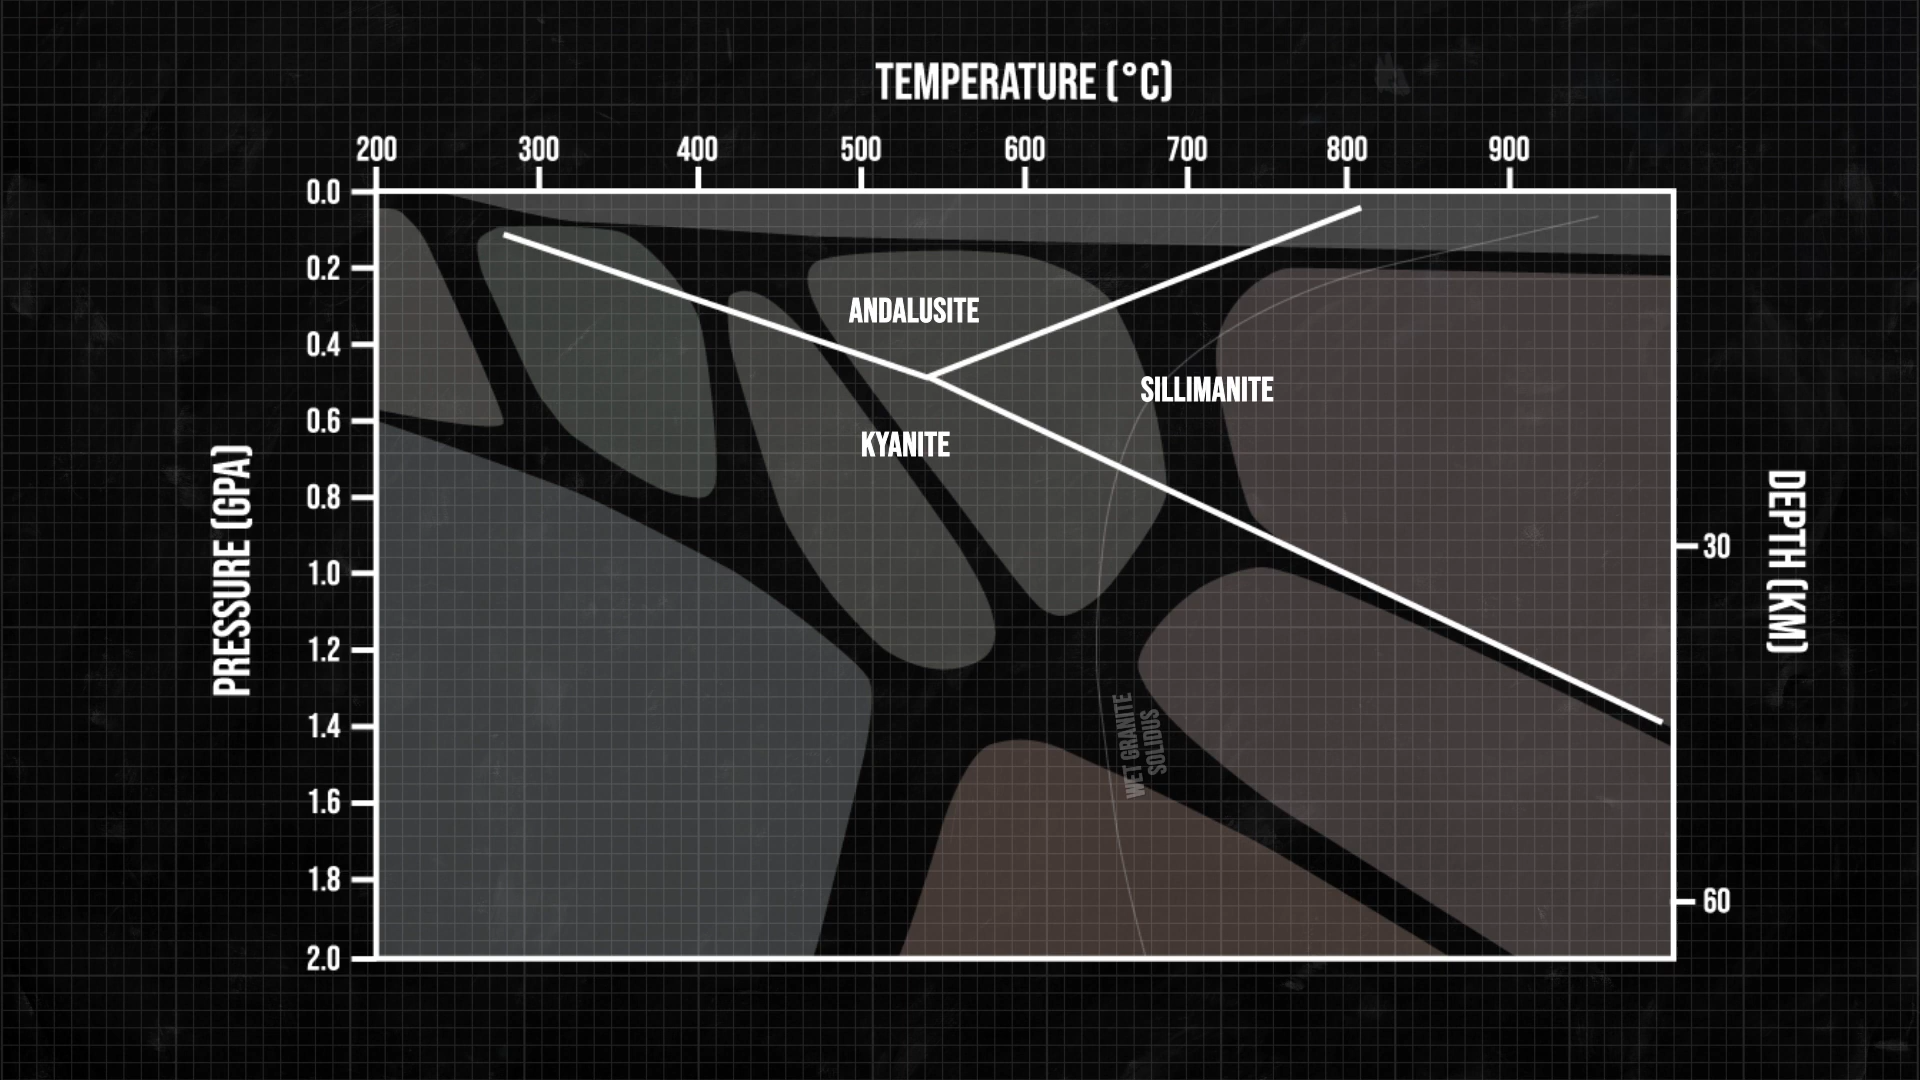 TEMPERATURE (°C)
200 300 400 500 600 700 800 900
0.0
0.2
0.4
0.6
0.8
1.0
1.2
1.4
1.6
1.8
2.0
PRESSURE (GPA)
ANDALUSITE
SILLIMANITE
KYANITE
WET GRANITE
SOLIDUS
30
60
DEPTH (KM)